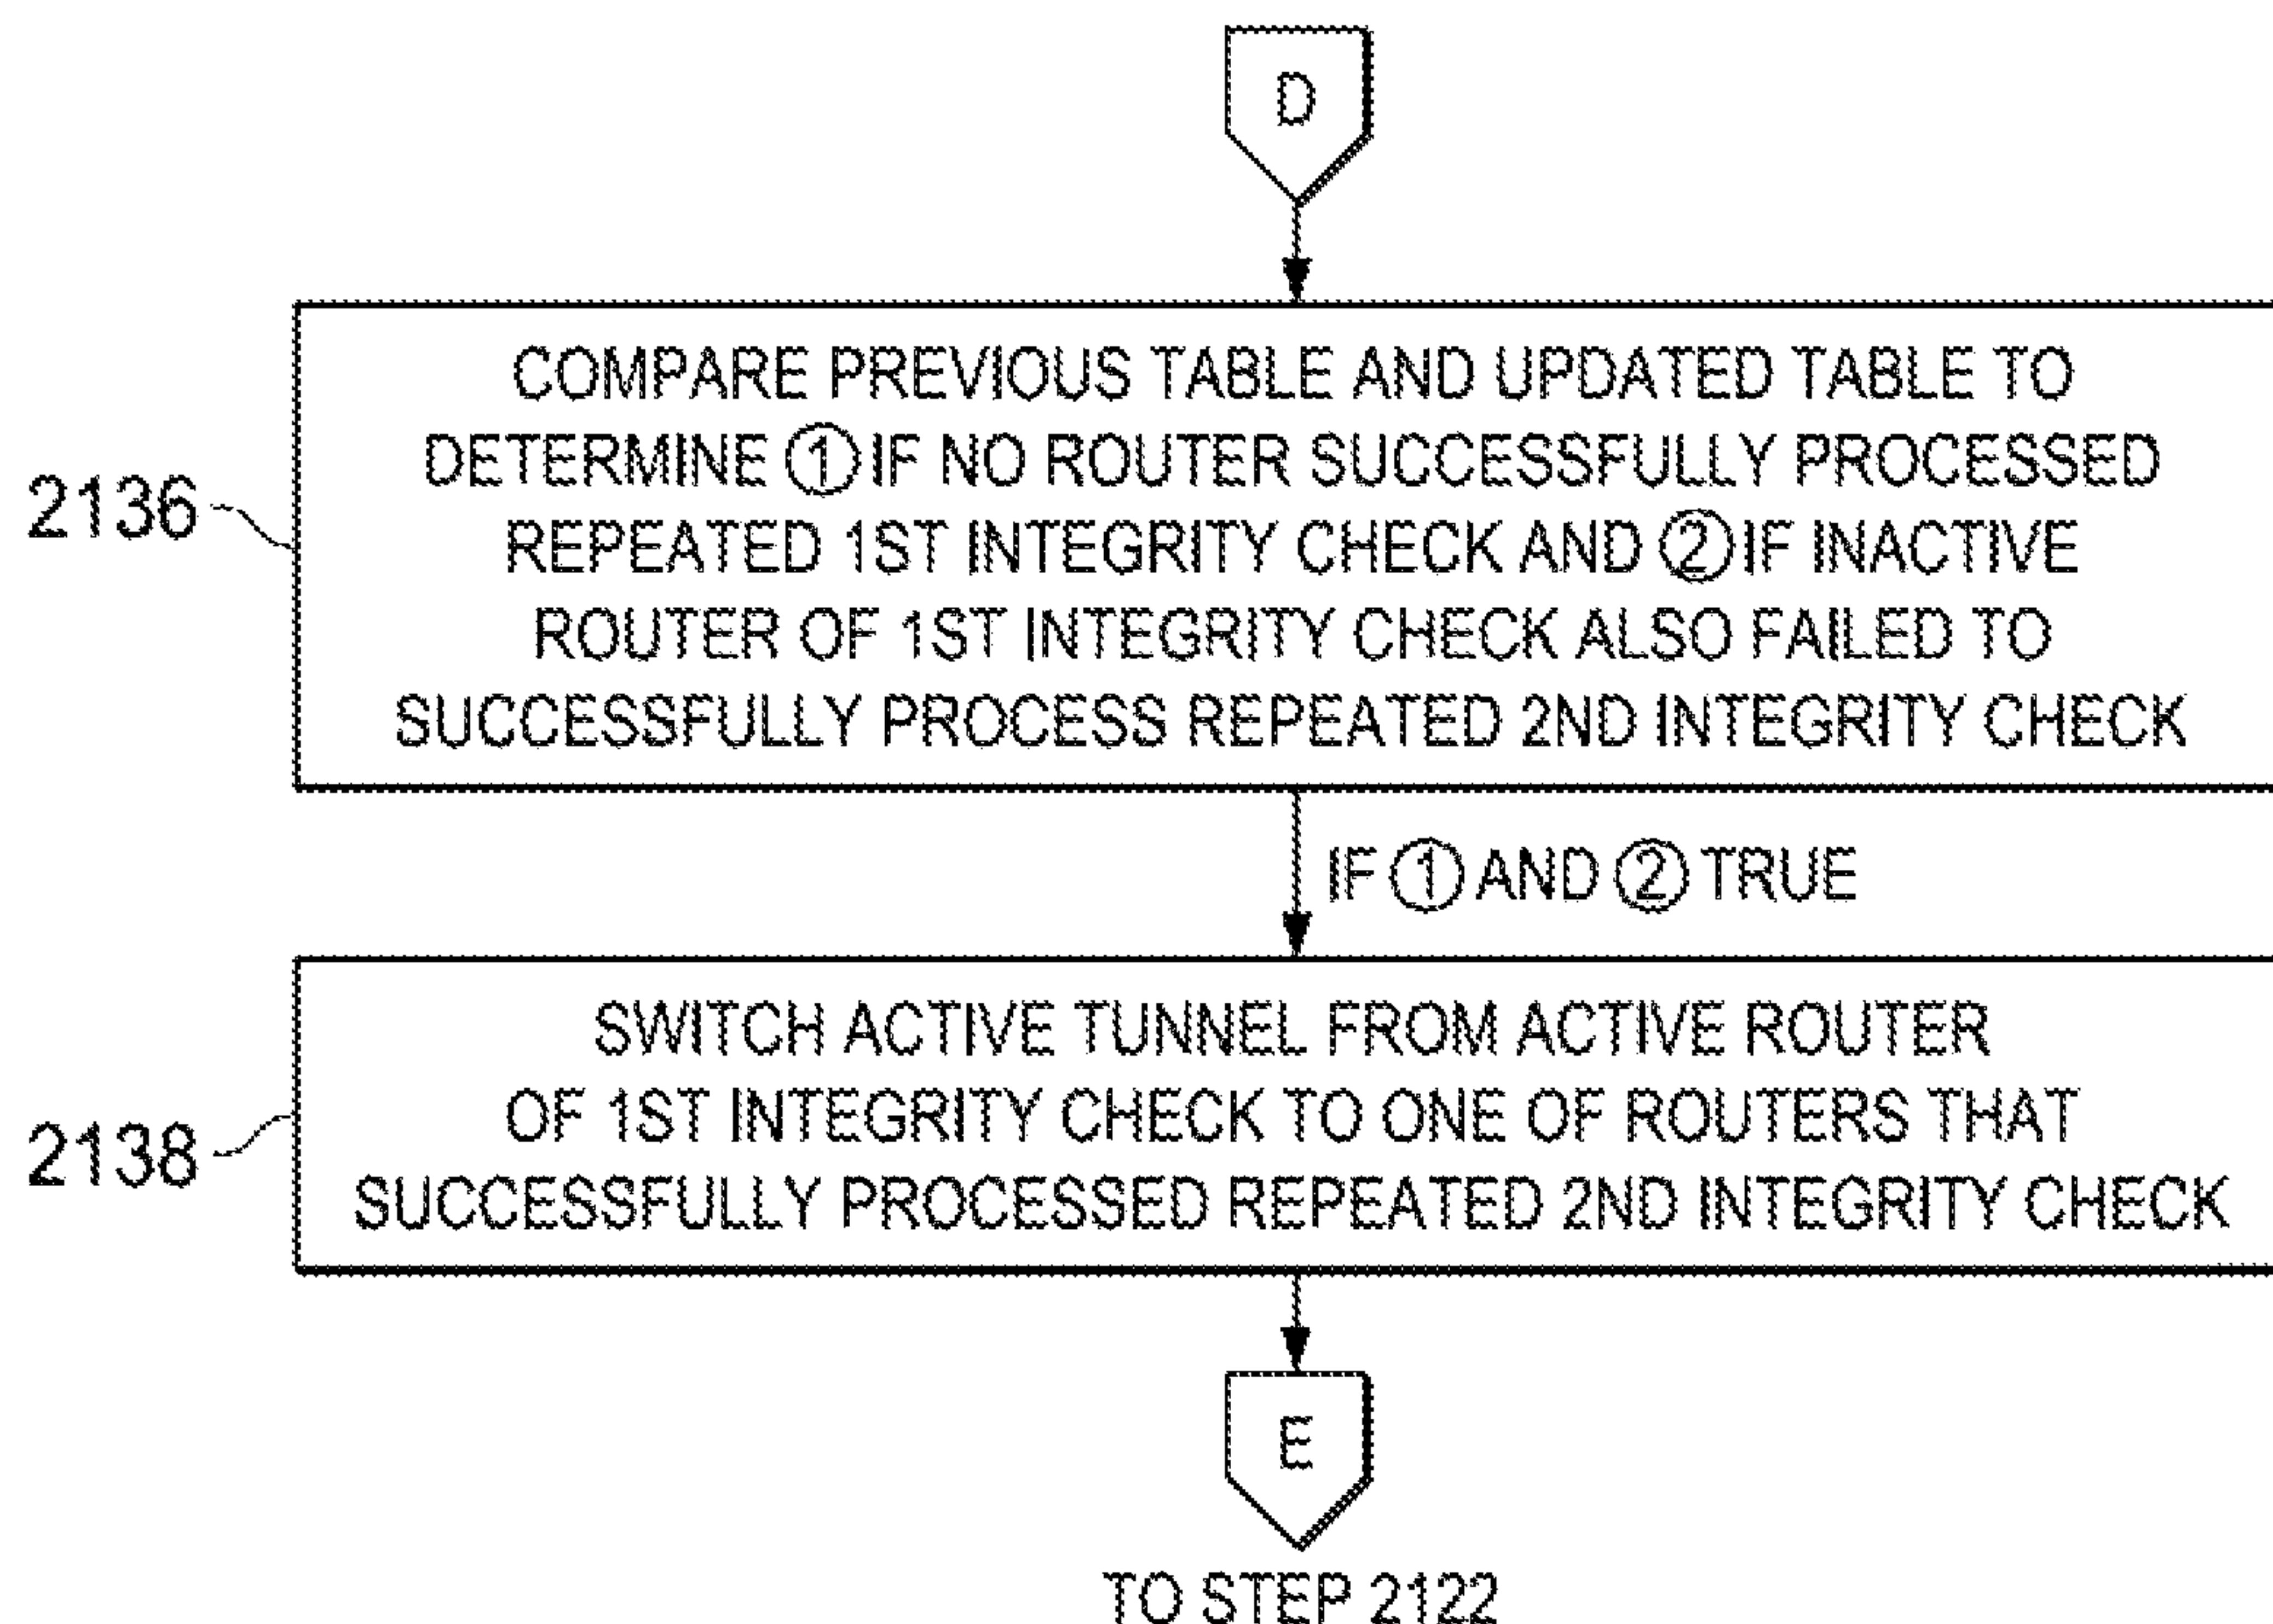 D
COMPARE PREVIOUS TABLE AND UPDATED TABLE TO
DETERMINE ① IF NO ROUTER SUCCESSFULLY PROCESSED
REPEATED 1ST INTEGRITY CHECK AND ② IF INACTIVE
ROUTER OF 1ST INTEGRITY CHECK ALSO FAILED TO
SUCCESSFULLY PROCESS REPEATED 2ND INTEGRITY CHECK
2136
IF ① AND ② TRUE
SWITCH ACTIVE TUNNEL FROM ACTIVE ROUTER
OF 1ST INTEGRITY CHECK TO ONE OF ROUTERS THAT
SUCCESSFULLY PROCESSED REPEATED 2ND INTEGRITY CHECK
2138
E
TO STEP 2122